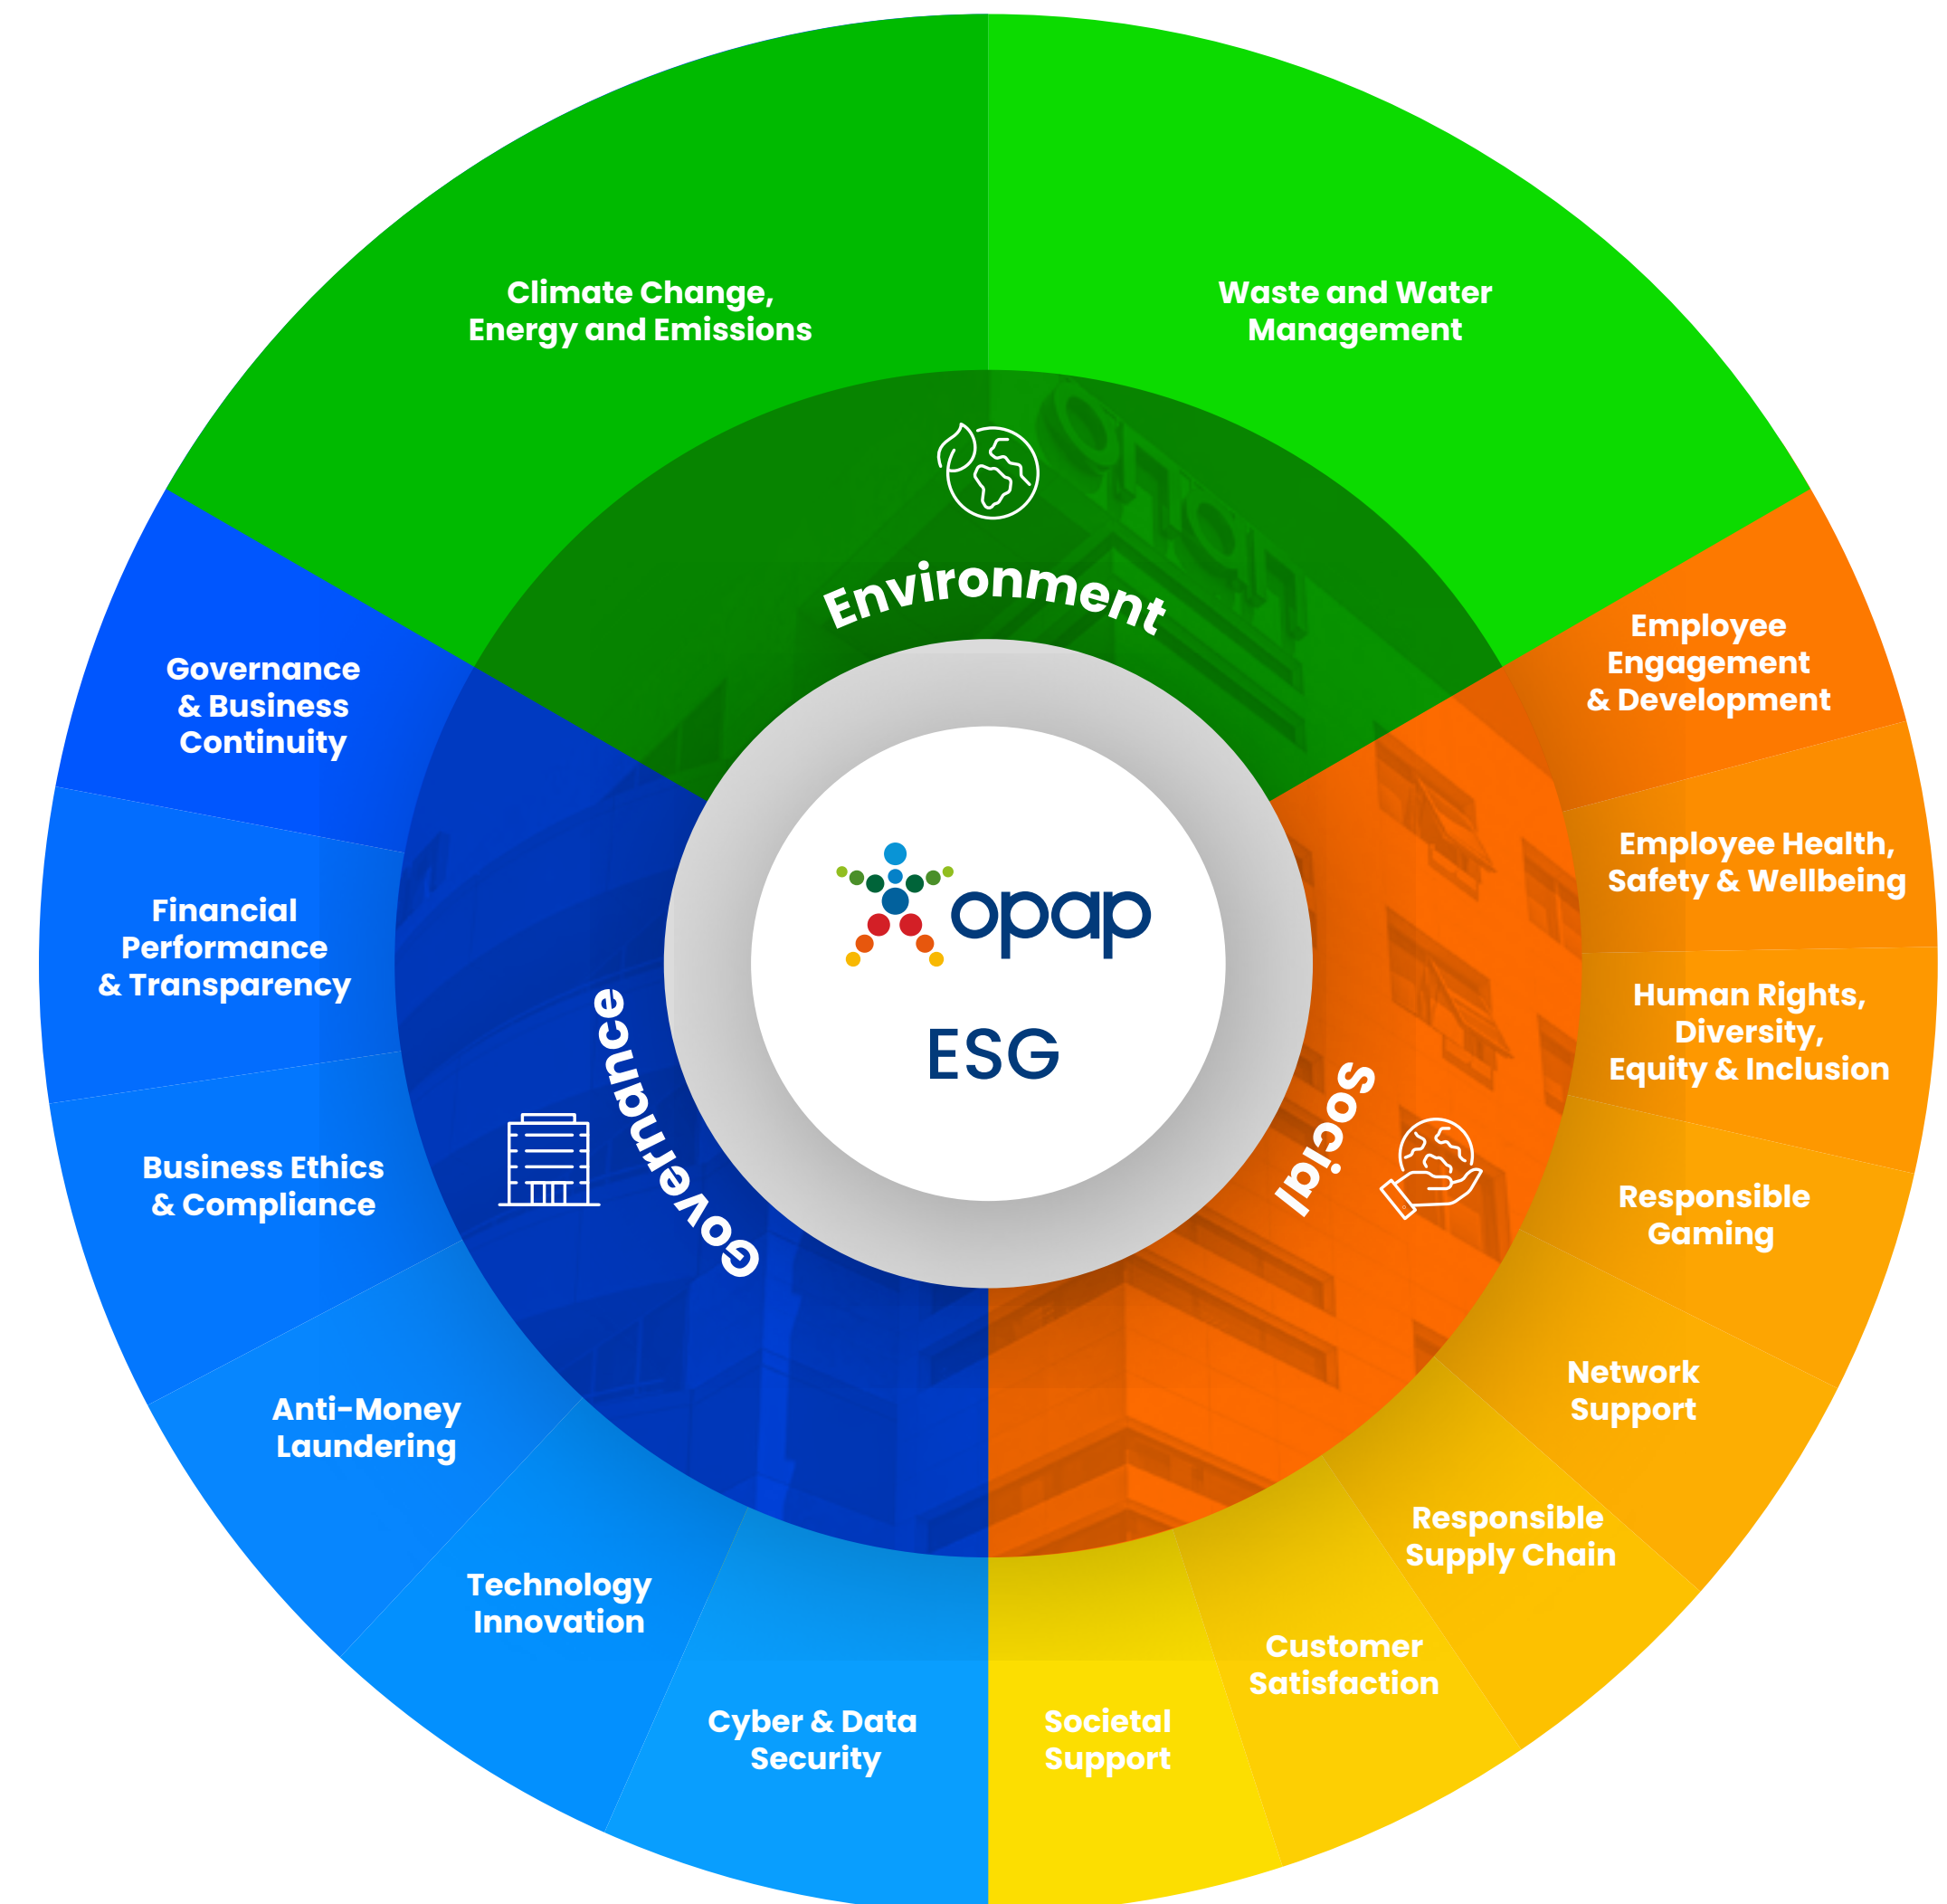 Climate Change,
Energy and Emissions
Waste and Water
Management
Environment
Employee
Engagement
& Development
Employee Health,
Safety & Wellbeing
Human Rights,
Diversity,
Equity & Inclusion
Responsible
Gaming
Network
Support
Responsible
Supply Chain
Customer
Satisfaction
Societal
Support
Social
Governance
& Business
Continuity
Financial
Performance
& Transparency
Business Ethics
& Compliance
Anti-Money
Laundering
Technology
Innovation
Cyber & Data
Security
Governance
opap
ESG
οπαπ